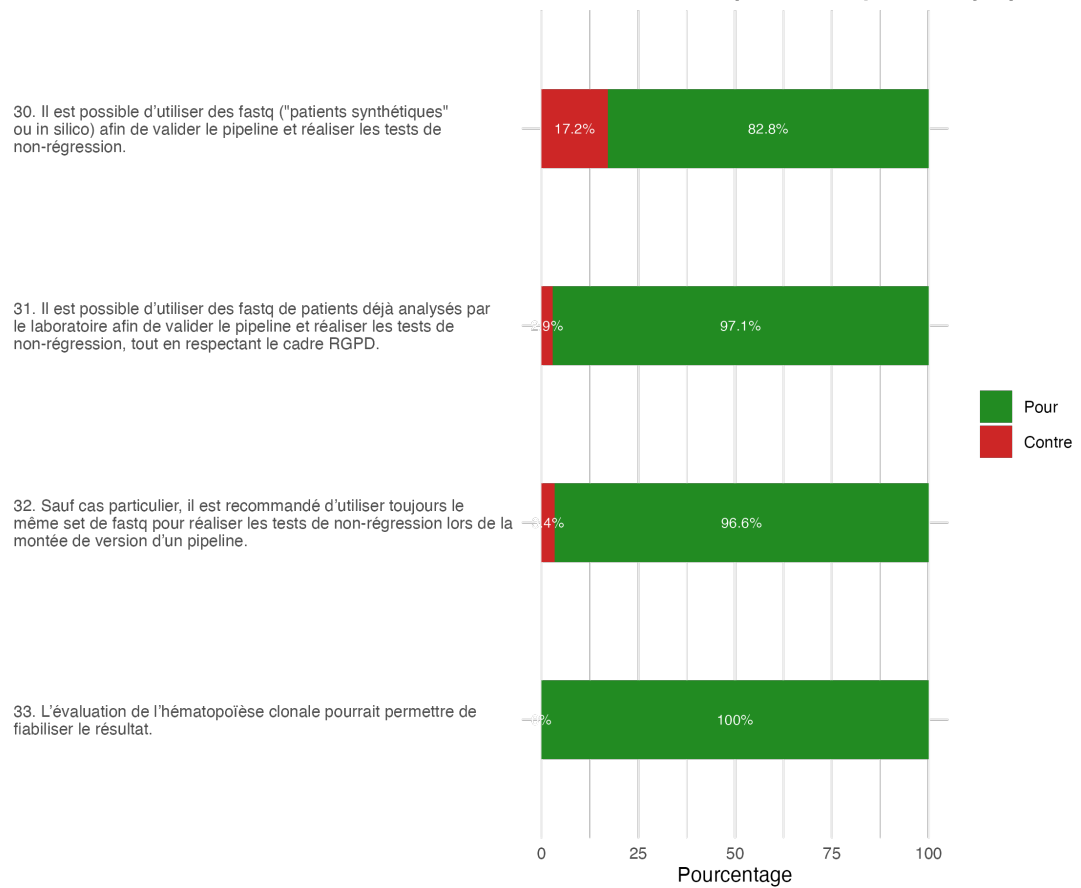 30. Il est possible d'utiliser des fastq ("patients synthétiques"
ou in silico) afin de valider le pipeline et réaliser les tests de
non-régression.
17.2%
82.8%
31. Il est possible d'utiliser des fastq de patients déjà analysés par
le laboratoire afin de valider le pipeline et réaliser les tests de
non-régression, tout en respectant le cadre RGPD.
2.9%
97.1%
Pour
Contre
32. Sauf cas particulier, il est recommandé d'utiliser toujours le
même set de fastq pour réaliser les tests de non-régression lors de la
montée de version d'un pipeline.
3.4%
96.6%
33. L'évaluation de l'hématopoïèse clonale pourrait permettre de
fiabiliser le résultat.
0%
100%
0 25 50 75 100
Pourcentage